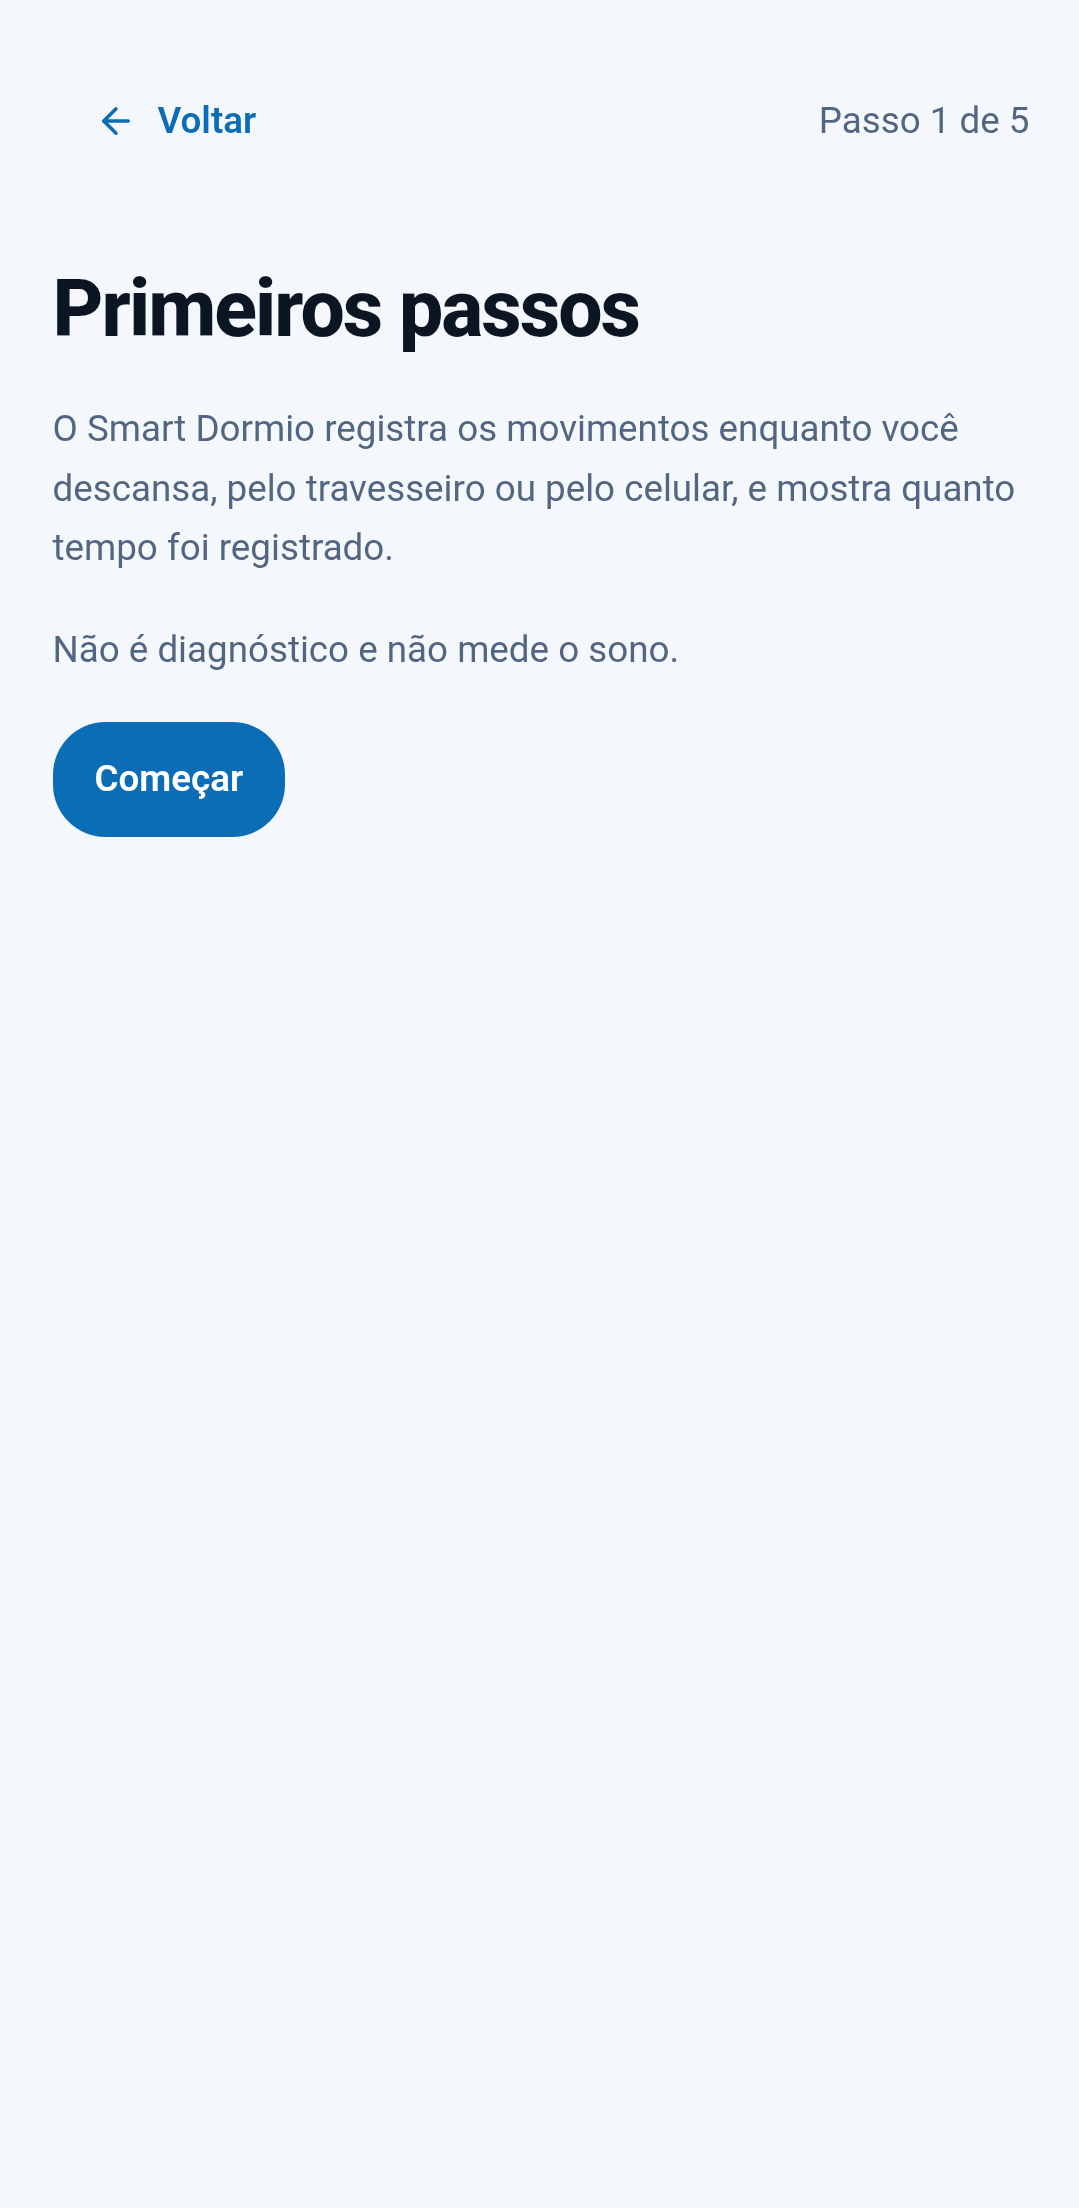 Voltar
Passo 1 de 5
Primeiros passos
O Smart Dormio registra os movimentos enquanto você
descansa, pelo travesseiro ou pelo celular, e mostra quanto
tempo foi registrado.
Não é diagnóstico e não mede o sono.
Começar